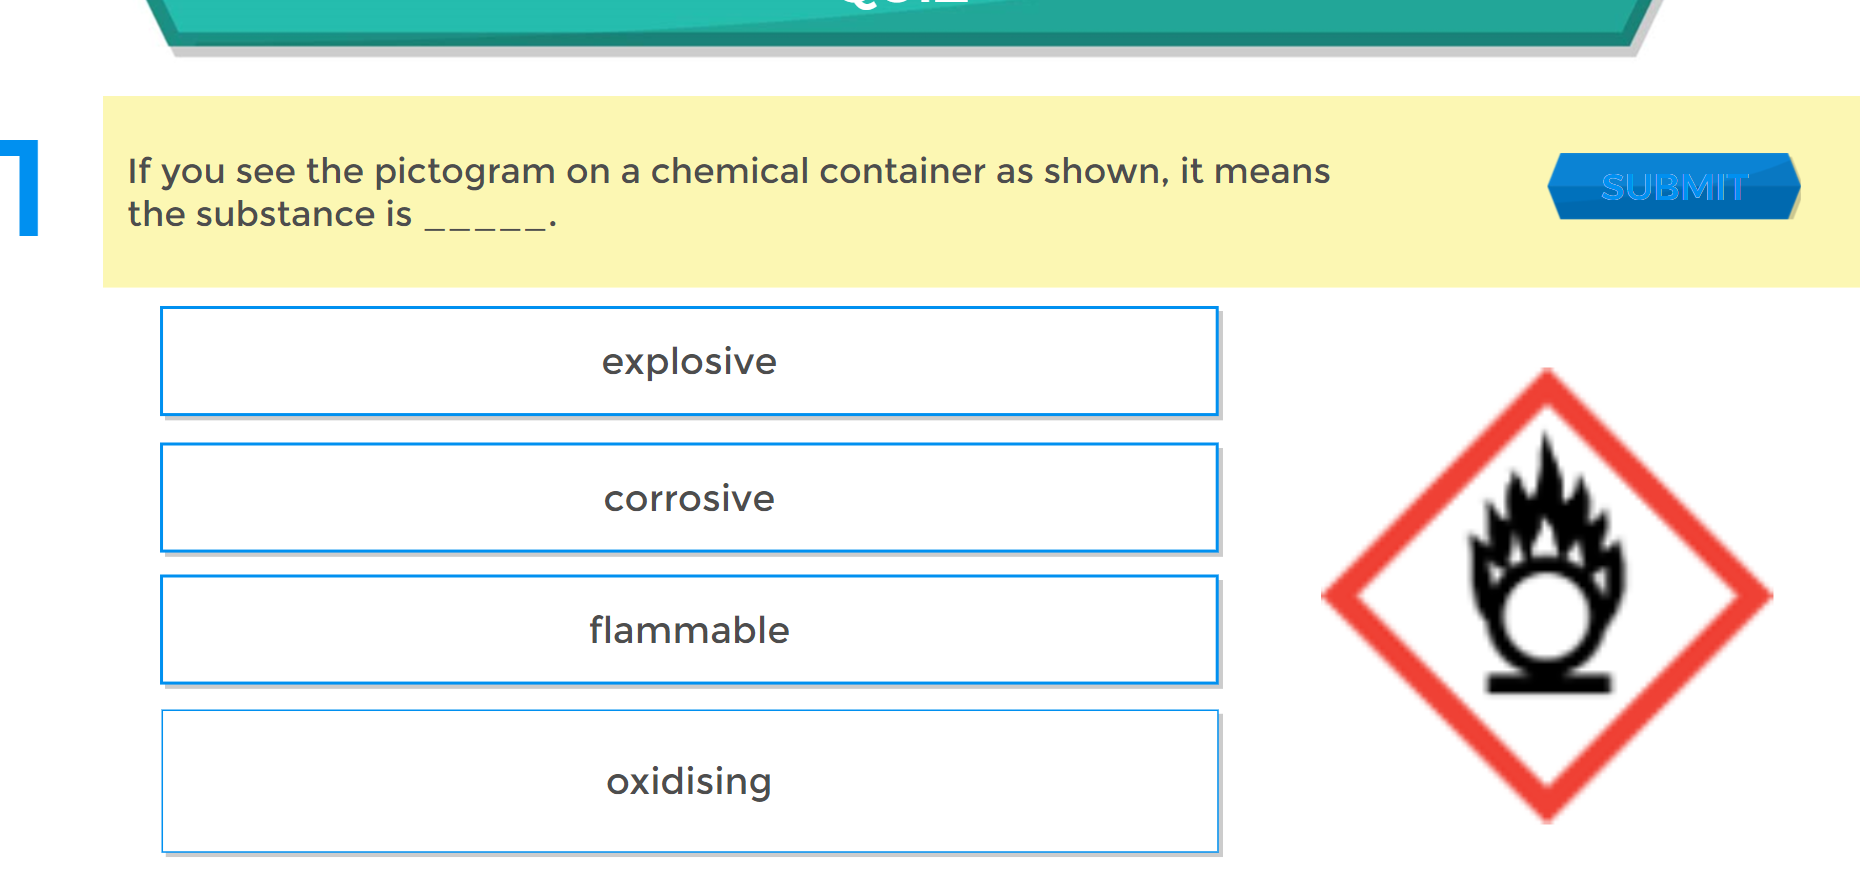 QUIZ
1
If you see the pictogram on a chemical container as shown, it means
the substance is _____.
SUBMIT
explosive
corrosive
flammable
oxidising